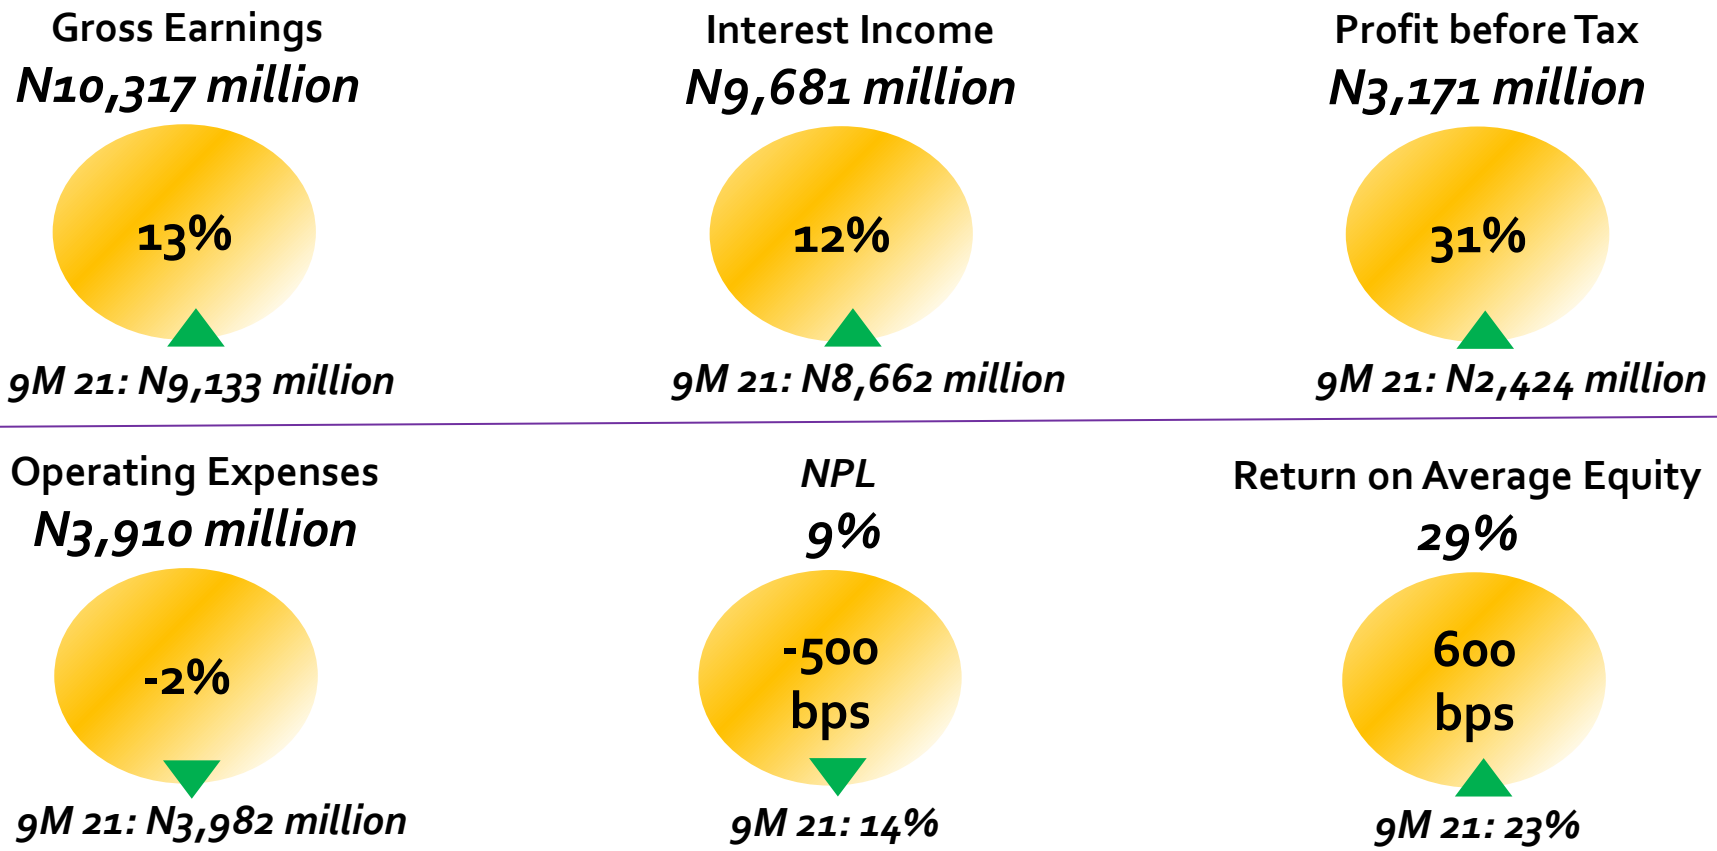 Gross Earnings
N10,317 million
13%
9M 21: N9,133 million
Interest Income
N9,681 million
12%
9M 21: N8,662 million
Profit before Tax
N3,171 million
31%
9M 21: N2,424 million
Operating Expenses
N3,910 million
-2%
9M 21: N3,982 million
NPL
9%
-500
bps
9M 21: 14%
Return on Average Equity
29%
600
bps
9M 21: 23%